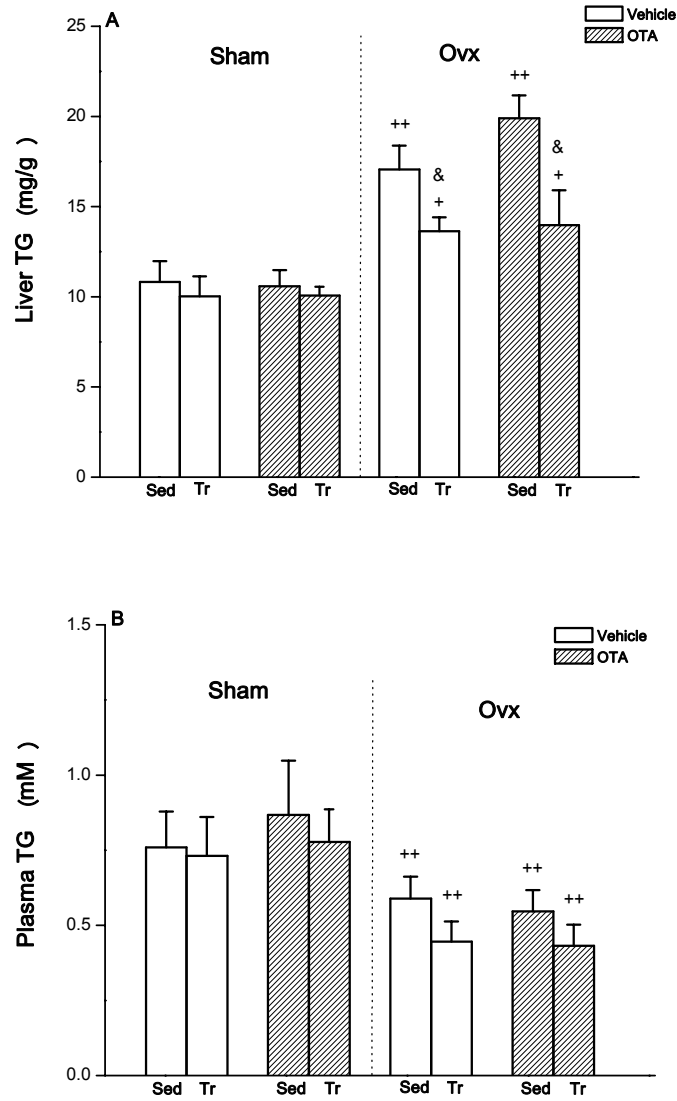 A
Vehicle
OTA
Sham
Ovx
Liver TG (mg/g )
25
20
15
10
5
0
++
&
+
++
&
+
Sed Tr Sed Tr Sed Tr Sed Tr
B
Vehicle
OTA
Sham
Ovx
Plasma TG (mM )
1.5
1.0
0.5
0.0
++
++
++
++
Sed Tr Sed Tr Sed Tr Sed Tr